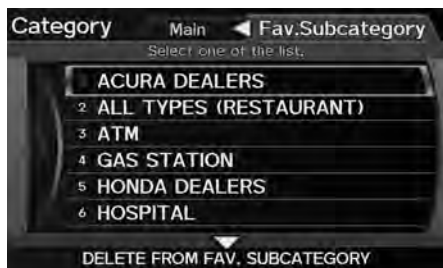 Category Main ◀ Fav.Subcategory
Select one of the list.
ACURA DEALERS
2 ALL TYPES (RESTAURANT)
3 ATM
4 GAS STATION
5 HONDA DEALERS
6 HOSPITAL
DELETE FROM FAV. SUBCATEGORY